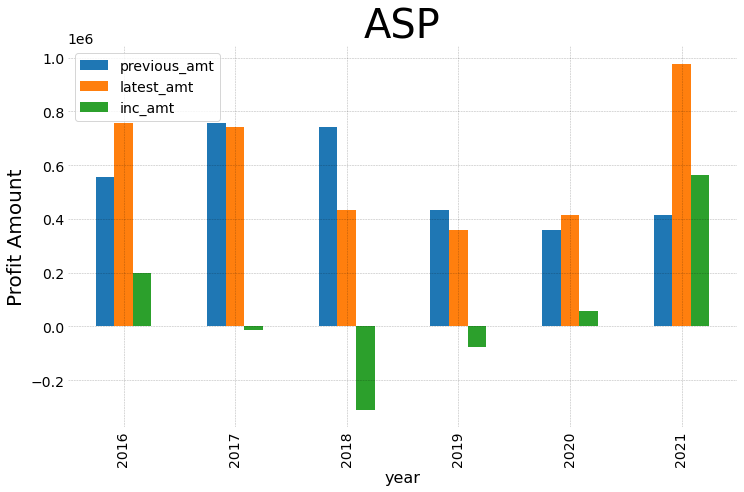 ASP
1e6
previous_amt
latest_amt
inc_amt
1.0
0.8
0.6
0.4
0.2
0.0
−0.2
Profit Amount
2016
2017
2018
2019
2020
2021
year